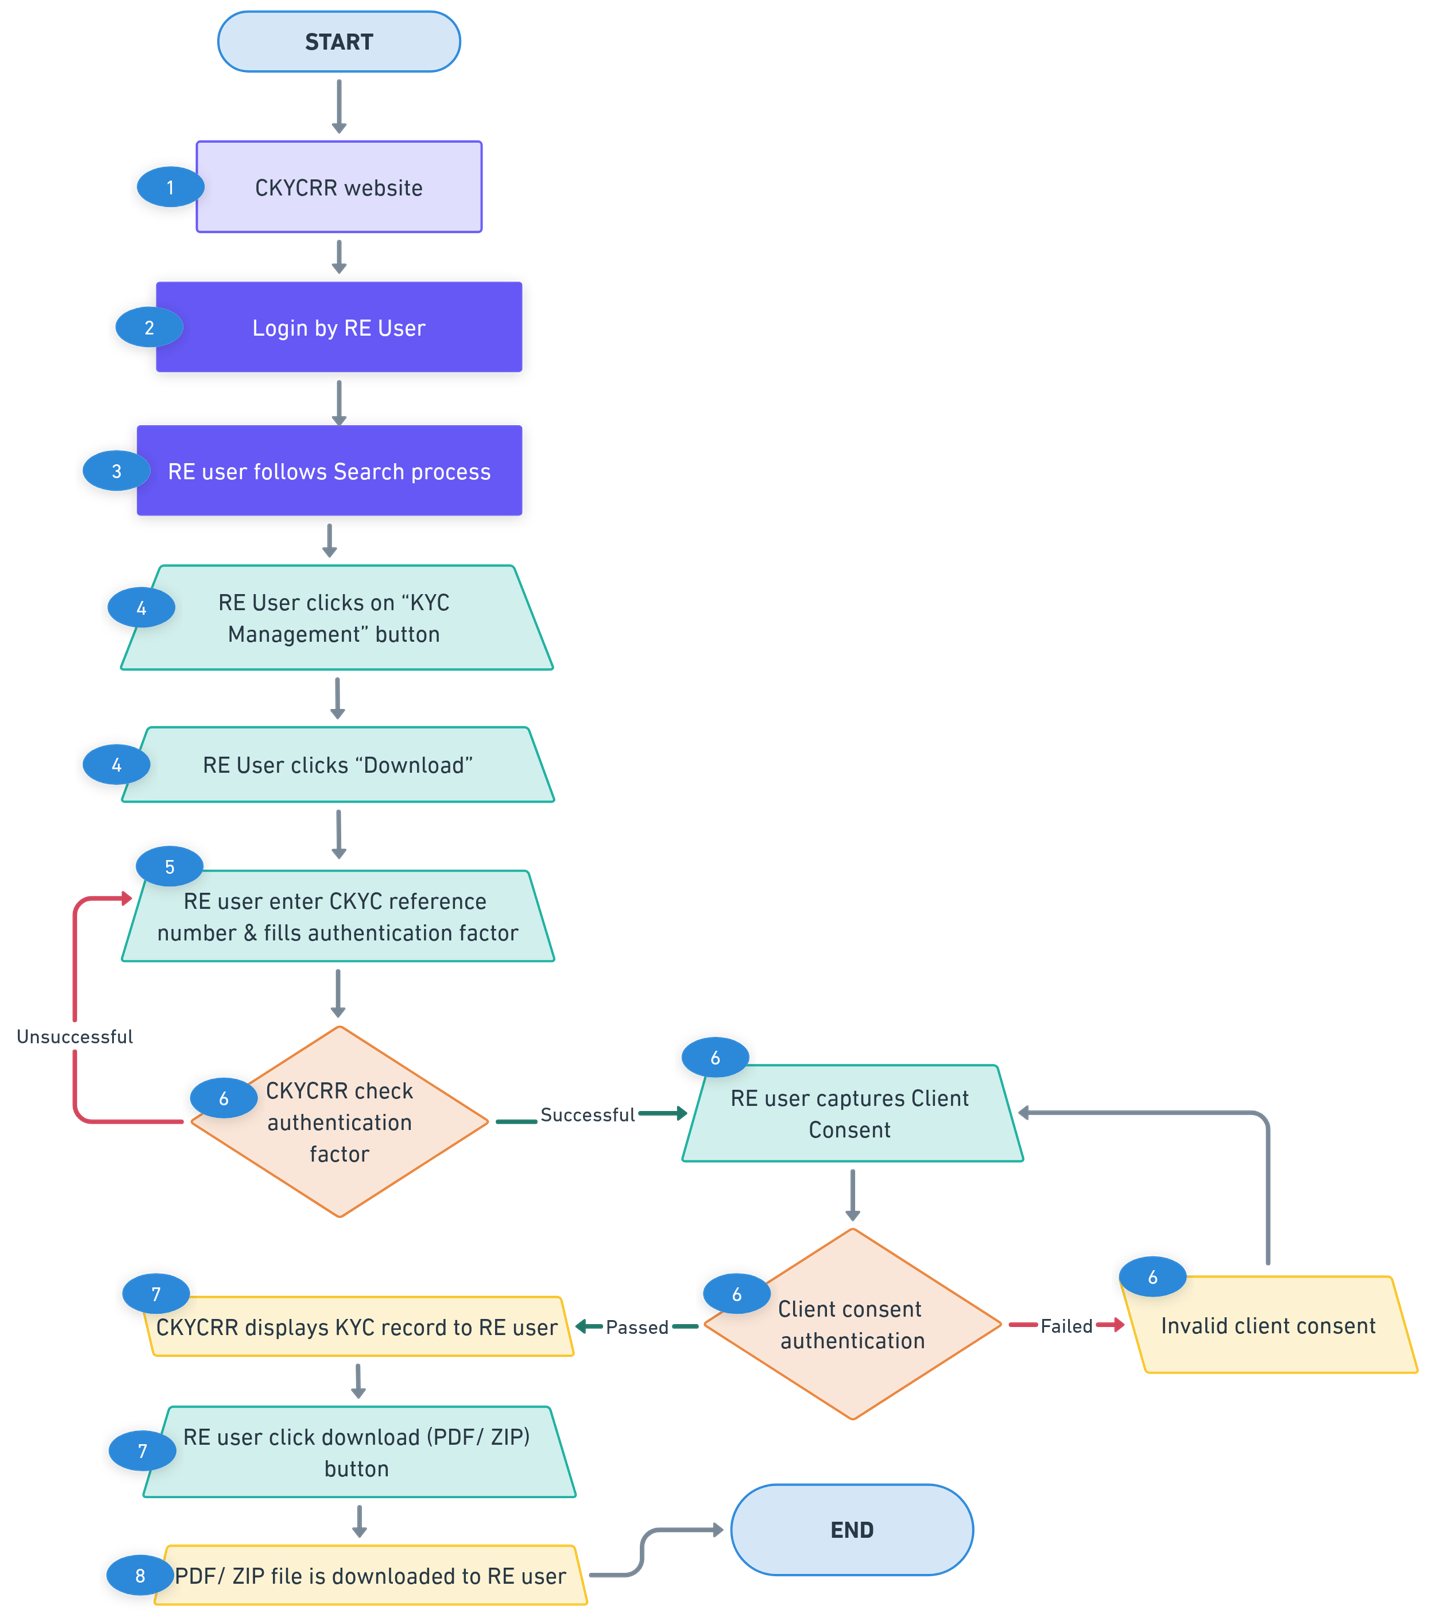 START
1
CKYCRR website
2
Login by RE User
3
RE user follows Search process
4
RE User clicks on “KYC
Management” button
4
RE User clicks “Download”
5
RE user enter CKYC reference
number & fills authentication factor
Unsuccessful
6
CKYCRR check
authentication
factor
Successful
6
RE user captures Client
Consent
6
Client consent
authentication
Failed
6
Invalid client consent
Passed
7
CKYCRR displays KYC record to RE user
7
RE user click download (PDF/ ZIP)
button
8
PDF/ ZIP file is downloaded to RE user
END